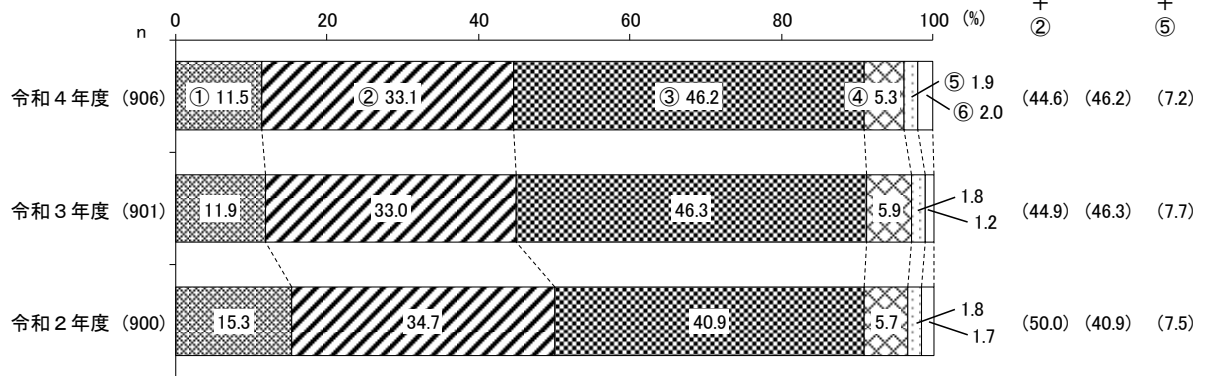 + +
② ⑤
n 0 20 40 60 80 100 (%)
令和4年度 (906) ① 11.5 ② 33.1 ③ 46.2 ④ 5.3 ⑤ 1.9 ⑥ 2.0 (44.6) (46.2) (7.2)
令和3年度 (901) 11.9 33.0 46.3 5.9 1.8 1.2 (44.9) (46.3) (7.7)
令和2年度 (900) 15.3 34.7 40.9 5.7 1.8 1.7 (50.0) (40.9) (7.5)